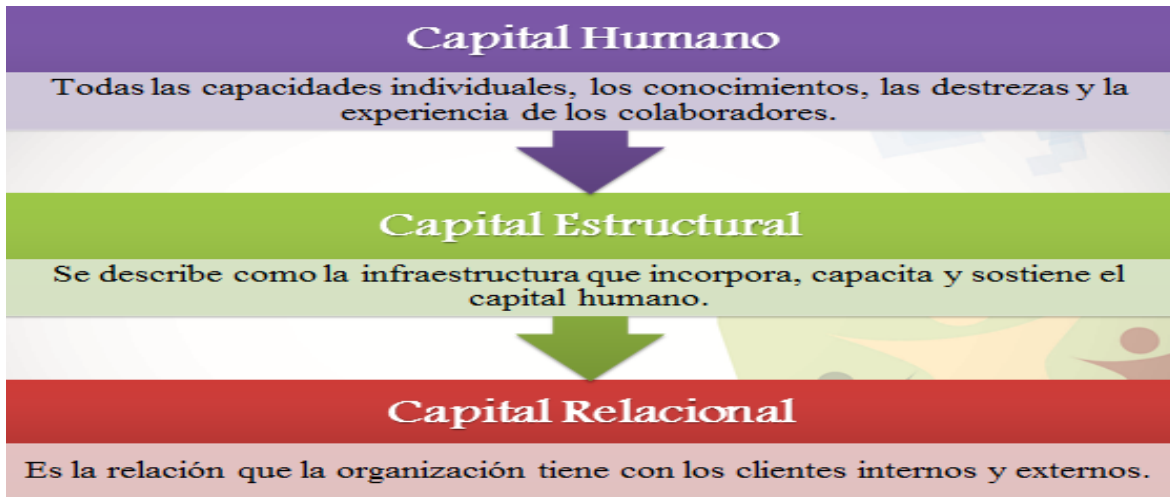 Capital Humano
Todas las capacidades individuales, los conocimientos, las destrezas y la
experiencia de los colaboradores.
Capital Estructural
Se describe como la infraestructura que incorpora, capacita y sostiene el
capital humano.
Capital Relacional
Es la relación que la organización tiene con los clientes internos y externos.